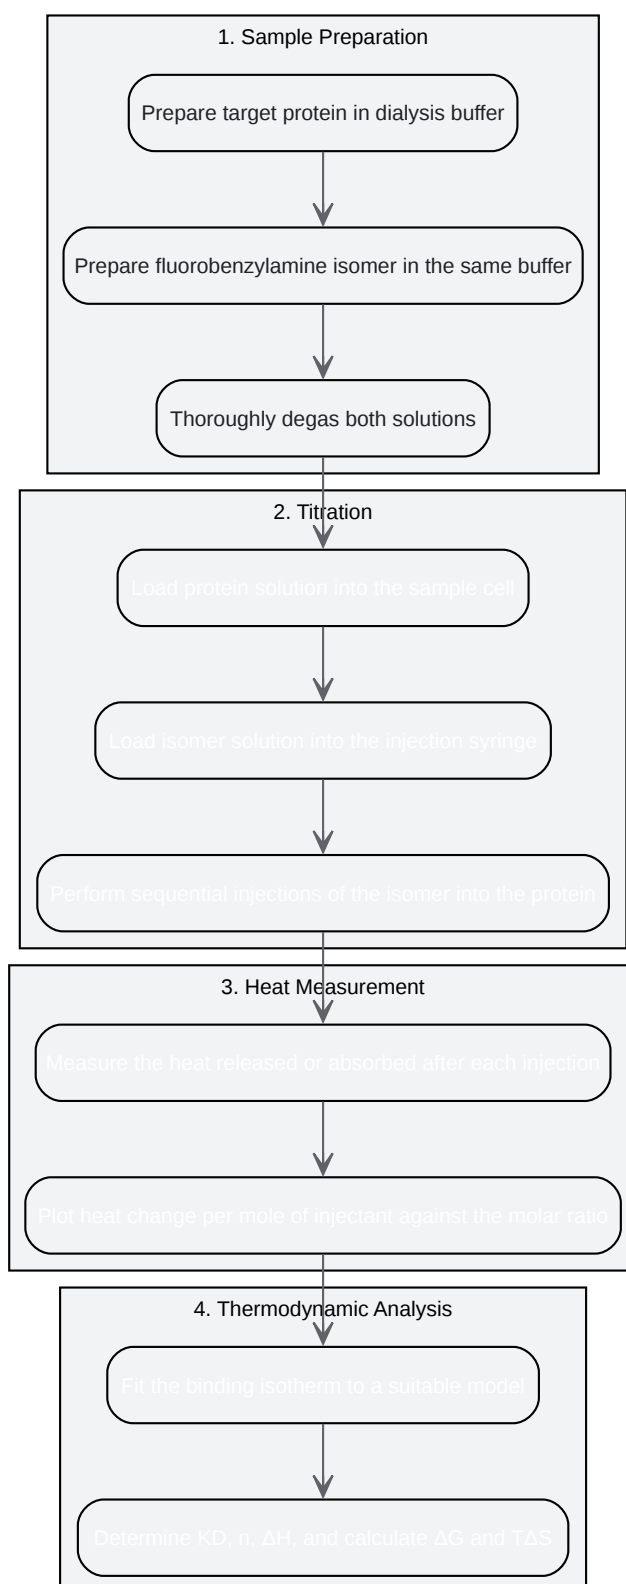 1. Sample Preparation
Prepare target protein in dialysis buffer
Prepare fluorobenzylamine isomer in the same buffer
Thoroughly degas both solutions
2. Titration
Load protein solution into the sample cell
Load isomer solution into the injection syringe
Perform sequential injections of the isomer into the protein
3. Heat Measurement
Measure the heat released or absorbed after each injection
Plot heat change per mole of injectant against the molar ratio
4. Thermodynamic Analysis
Fit the binding isotherm to a suitable model
Determine KD, n, ΔH, and calculate ΔG and TΔS